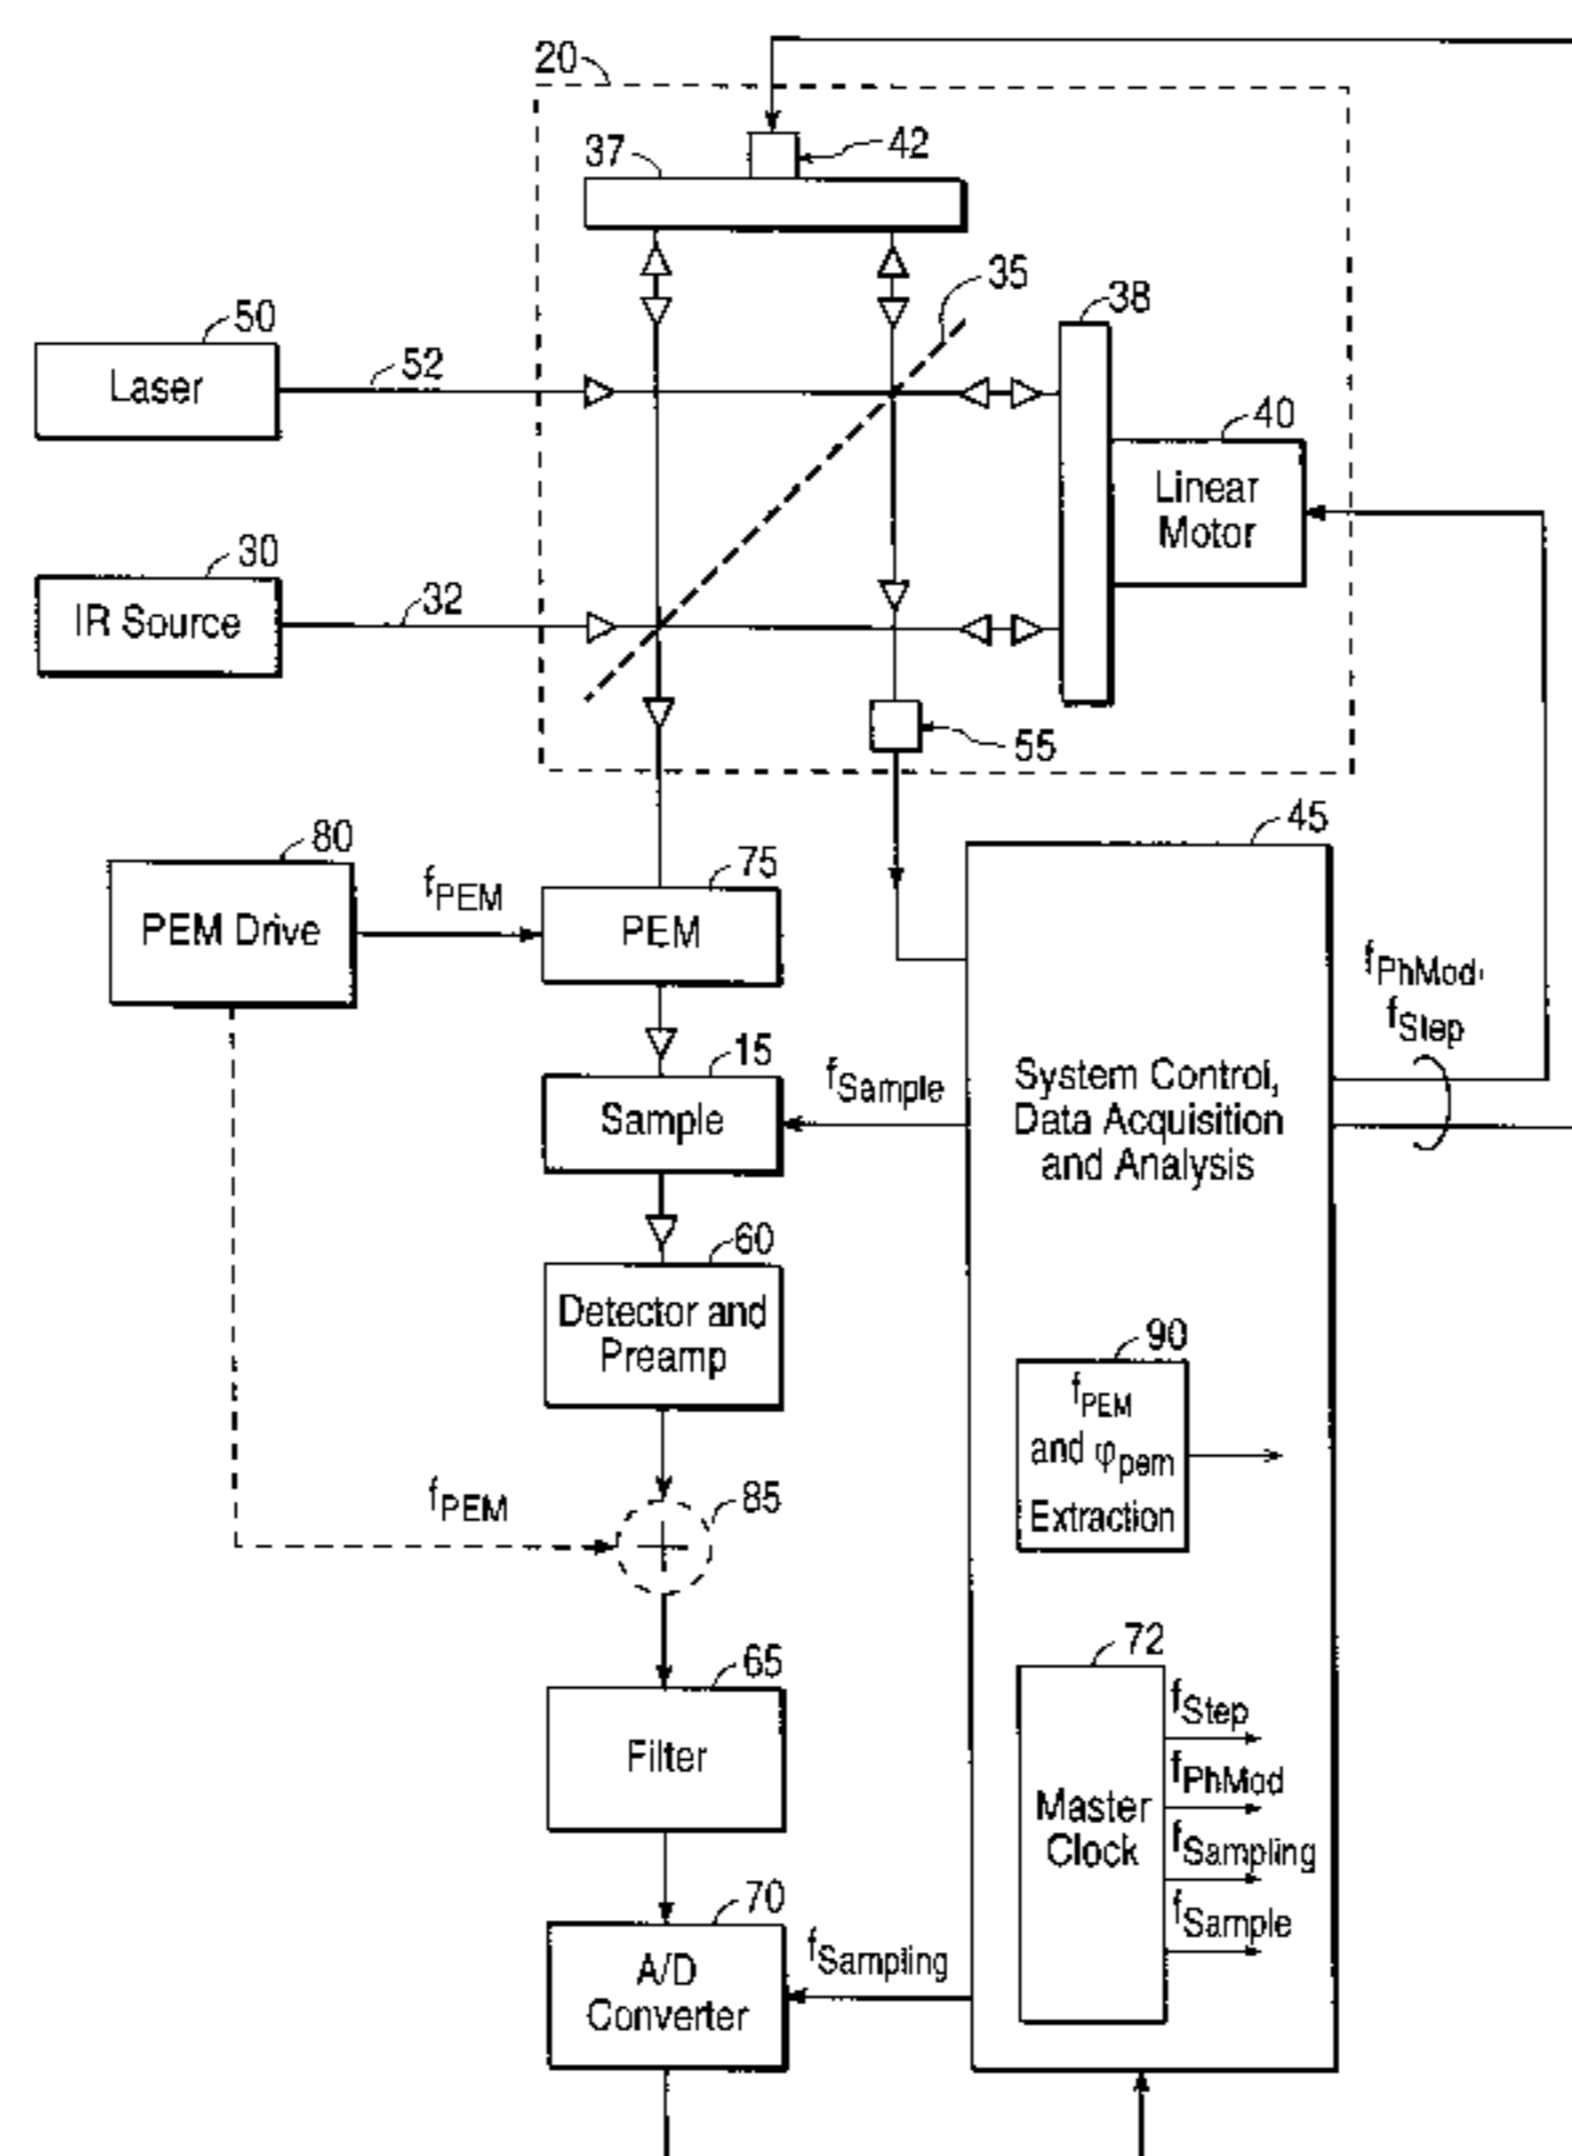 20
37
42
35
38
50
Laser
52
40
Linear
Motor
30
IR Source
32
55
80
PEM Drive
fPEM
75
PEM
45
fPhMod,
fStep
15
Sample
fSample
System Control,
Data Acquisition
and Analysis
60
Detector and
Preamp
90
fPEM
and φpem
Extraction
fPEM
85
+
72
Master
Clock
fStep
fPhMod
fSampling
fSample
65
Filter
70
A/D
Converter
fSampling